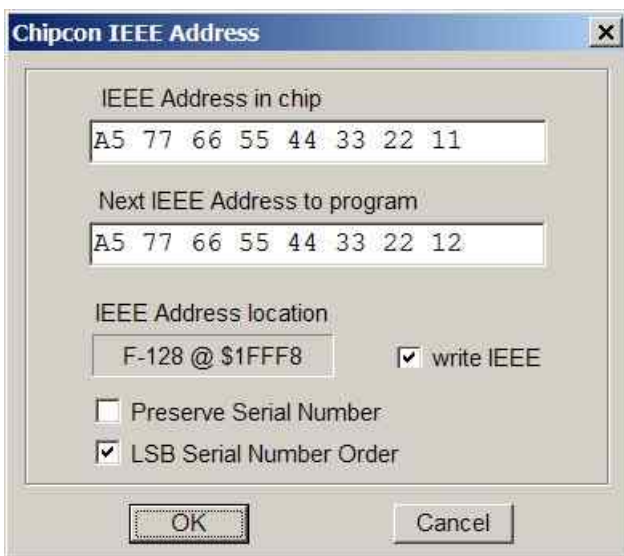 Chipcon IEEE Address
IEEE Address in chip
A5 77 66 55 44 33 22 11
Next IEEE Address to program
A5 77 66 55 44 33 22 12
IEEE Address location
F-128 @ $1FFF8
write IEEE
Preserve Serial Number
LSB Serial Number Order
OK
Cancel